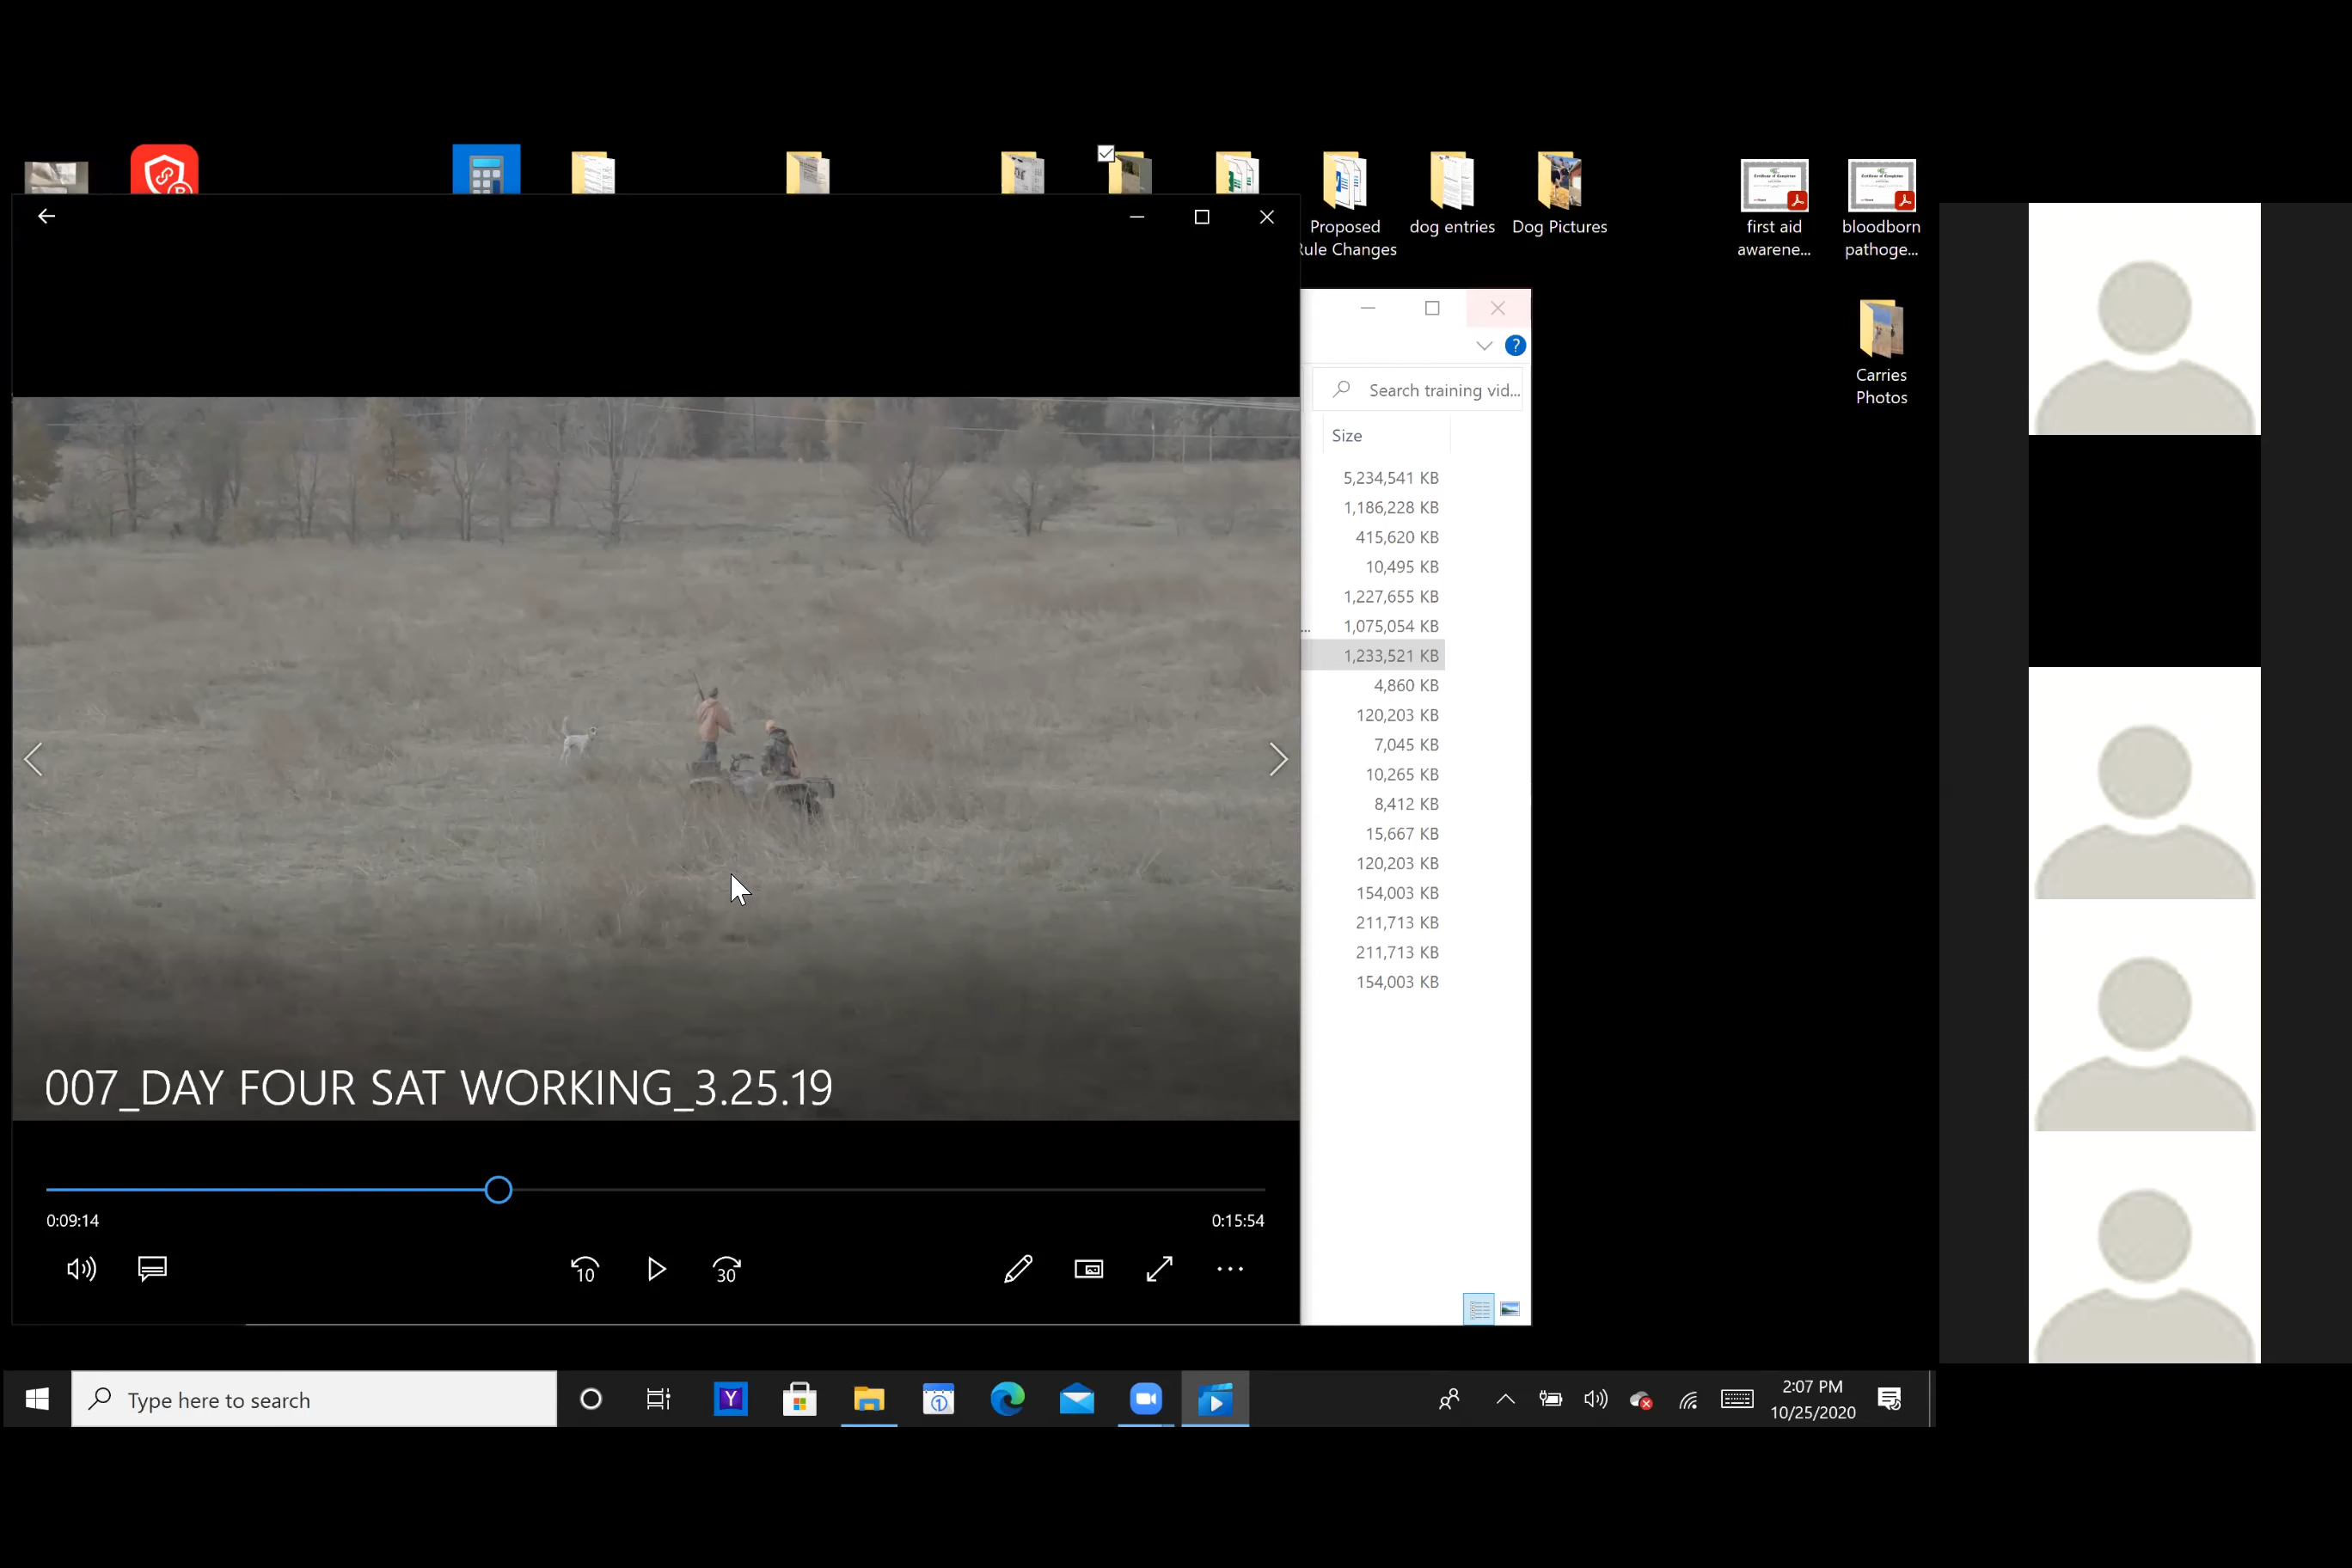 Proposed
Rule Changes
dog entries
Dog Pictures
first aid
awarene...
bloodborn
pathoge...
Carries
Photos
?
Search training vid...
Size
5,234,541 KB
1,186,228 KB
415,620 KB
10,495 KB
1,227,655 KB
... 1,075,054 KB
1,233,521 KB
4,860 KB
120,203 KB
7,045 KB
10,265 KB
8,412 KB
15,667 KB
120,203 KB
154,003 KB
211,713 KB
211,713 KB
154,003 KB
007_DAY FOUR SAT WORKING_3.25.19
0:09:14
0:15:54
10
30
Type here to search
Y
2:07 PM
10/25/2020